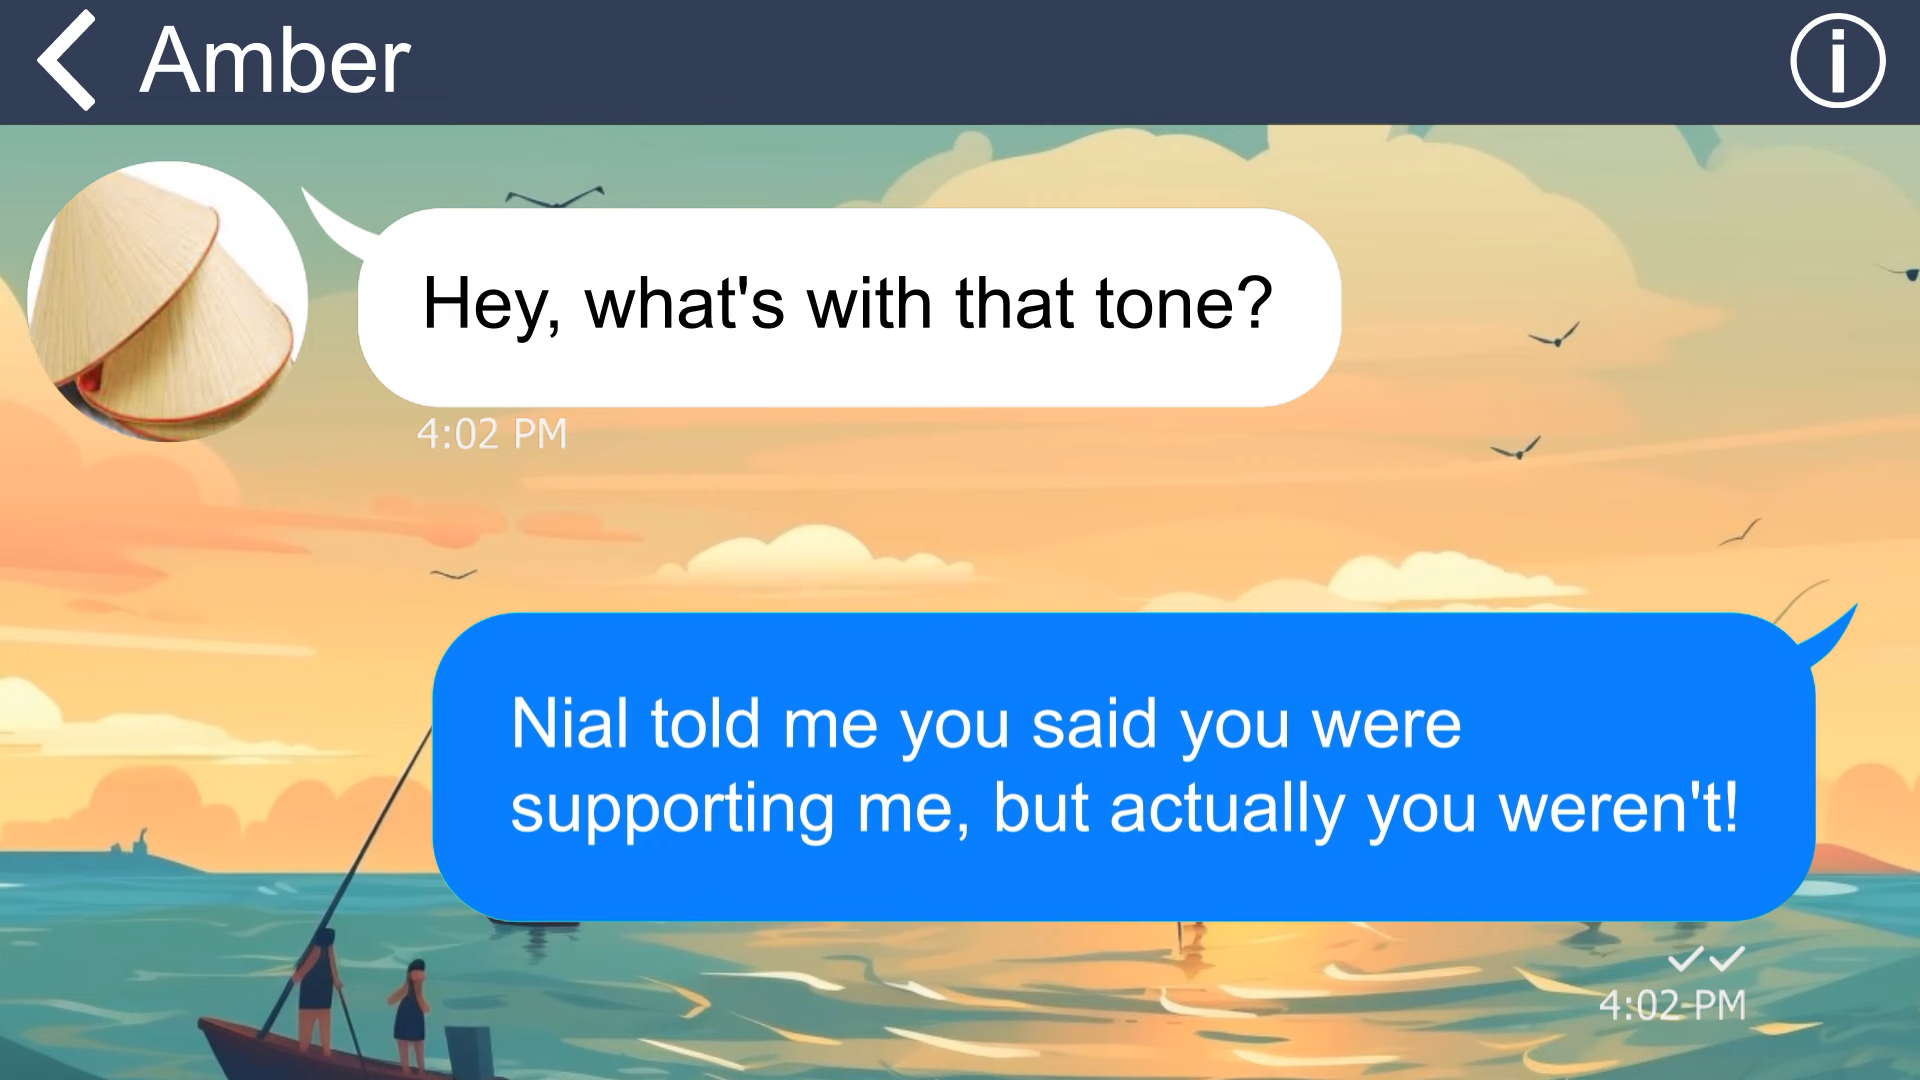 Amber
Hey, what's with that tone?
4:02 PM
Nial told me you said you were
supporting me, but actually you weren't!
4:02 PM